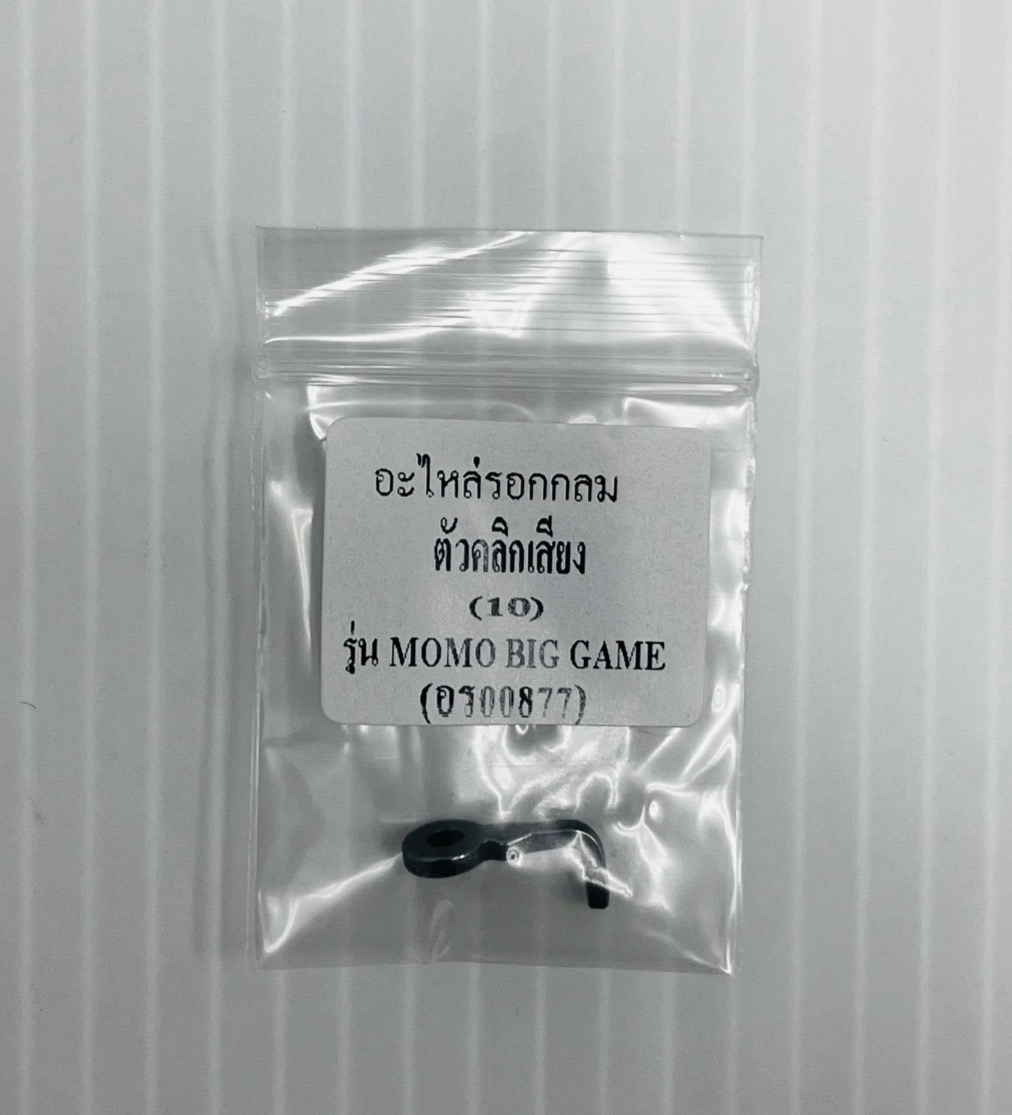 อะไหล่รอกกลม
ตัวคลิกเสียง
(10)
รุ่น MOMO BIG GAME
(อร00877)